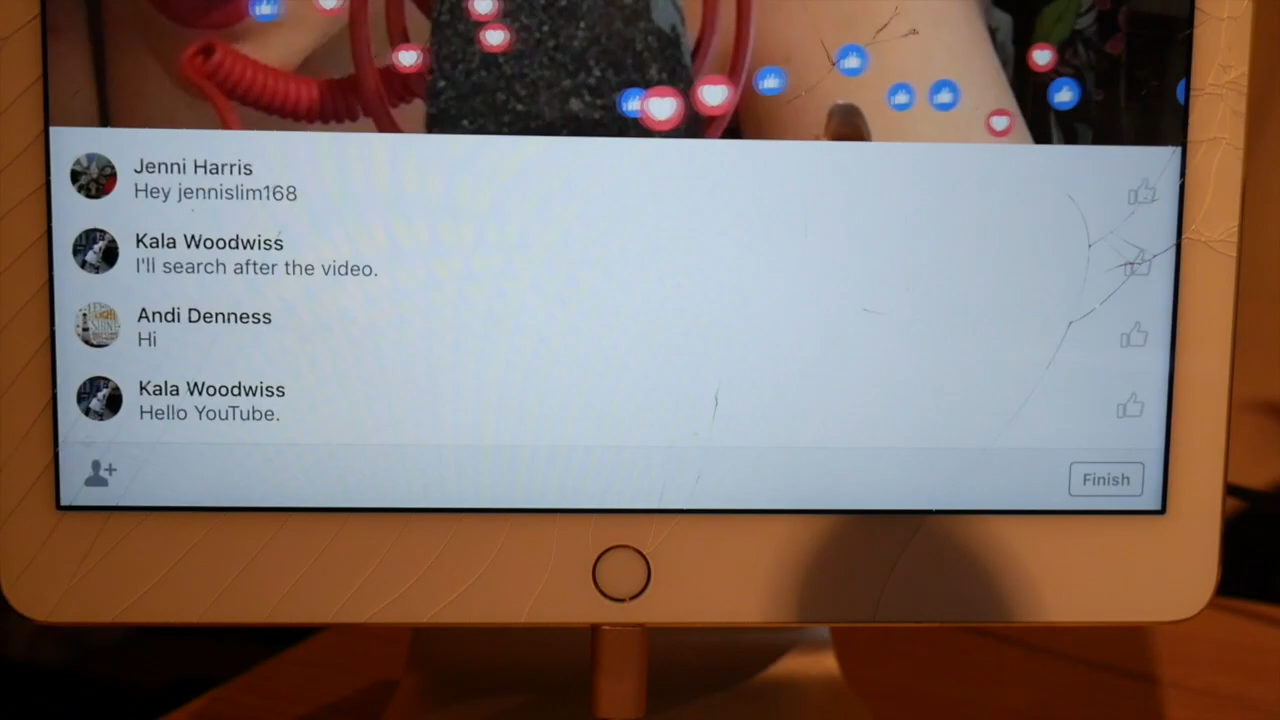 Jenni Harris
Hey jennislim168
Kala Woodwiss
I'll search after the video.
Andi Denness
Hi
Kala Woodwiss
Hello YouTube.
Finish